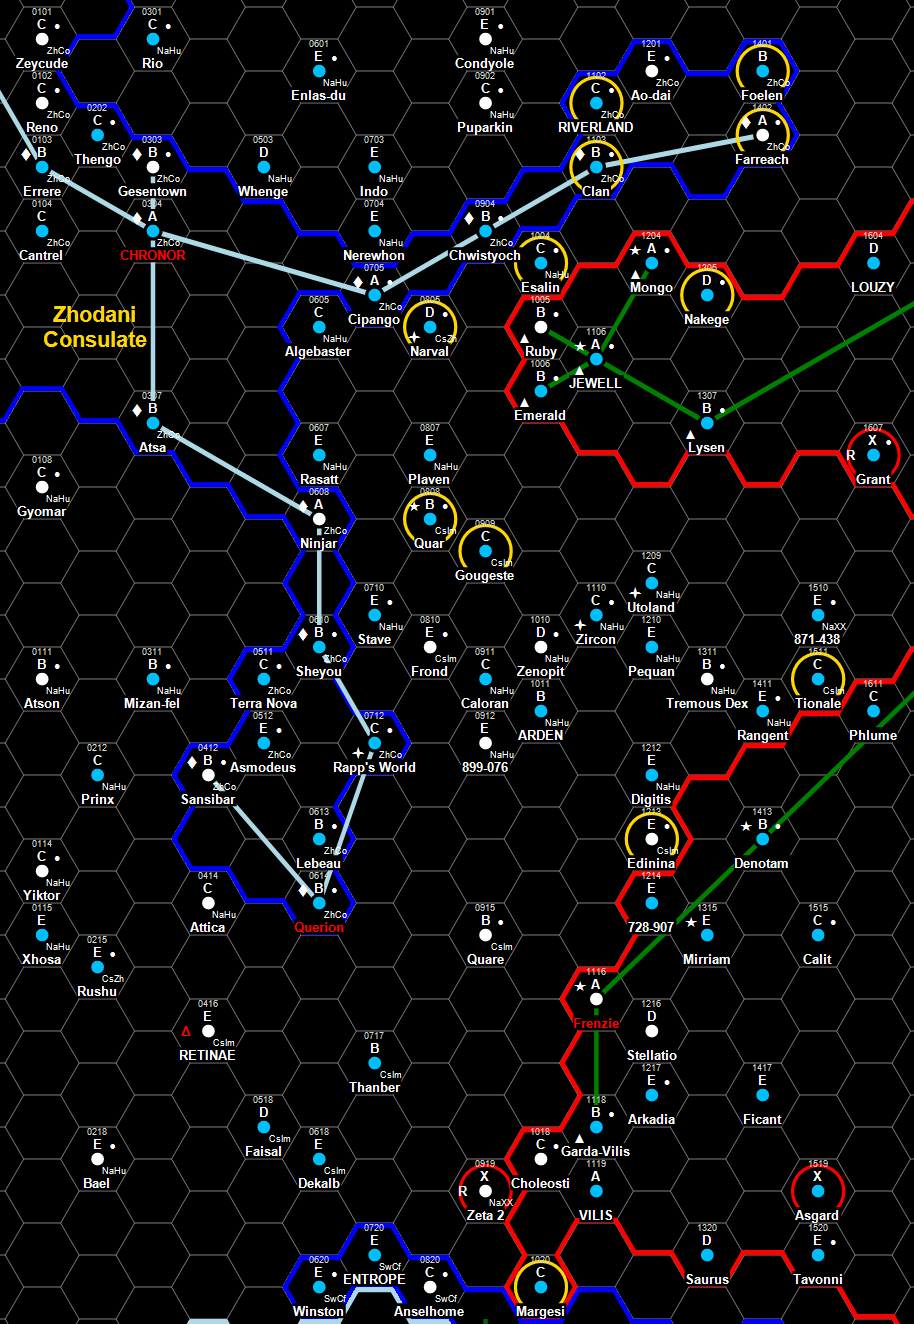 0101
C
ZhCo
Zeycude
0301
C
NaHu
Rio
0601
E
NaHu
Enlas-du
0901
E
NaHu
Condyole
1201
E
ZhCo
Ao-dai
1401
B
ZhCo
Foelen
0102
C
ZhCo
Reno
0202
C
ZhCo
Thengo
0902
C
ZhCo
Puparkin
1102
C
ZhCo
RIVERLAND
1402
A
ZhCo
Farreach
0103
B
ZhCo
Errere
0303
B
ZhCo
Gesentown
0503
D
NaHu
Whenge
0703
E
NaHu
Indo
1103
B
ZhCo
Clan
0104
C
ZhCo
Cantrel
0304
A
ZhCo
CHRONOR
0704
E
NaHu
Nerewhon
0904
B
ZhCo
Chwistyoch
1004
C
NaHu
Esalin
1204
A
Mongo
1604
D
LOUZY
0705
A
ZhCo
Cipango
1305
D
Nakege
Zhodani
Consulate
0605
C
NaHu
Algebaster
0805
D
CsZh
Narval
1005
B
Ruby
1106
A
JEWELL
1006
B
Emerald
0307
B
ZhCo
Atsa
1307
B
Lysen
0607
E
NaHu
Rasatt
0807
E
NaHu
Plaven
1607
X
R
Grant
0108
C
NaHu
Gyomar
0608
A
ZhCo
Ninjar
0808
B
CsIm
Quar
0909
C
CsIm
Gougeste
1209
C
NaHu
Utoland
0710
E
NaHu
Stave
1110
C
NaHu
Zircon
1510
E
NaXX
871-438
0610
B
ZhCo
Sheyou
0810
E
CsIm
Frond
1010
D
NaHu
Zenopit
1210
E
NaHu
Pequan
0111
B
NaHu
Atson
0311
B
NaHu
Mizan-fel
0511
C
ZhCo
Terra Nova
0911
C
NaHu
Caloran
1011
B
NaHu
ARDEN
1311
B
NaHu
Tremous Dex
1511
C
CsIm
Tionale
1411
E
NaHu
Rangent
1611
C
Phlume
0512
E
ZhCo
Asmodeus
0712
C
ZhCo
Rapp's World
0912
E
NaHu
899-076
0212
C
NaHu
Prinx
0412
B
ZhCo
Sansibar
1212
E
NaHu
Digitis
0613
B
ZhCo
Lebeau
1213
E
CsIm
Edinina
1413
B
Denotam
0114
C
NaHu
Yiktor
0414
C
NaHu
Attica
0614
B
ZhCo
Querion
1214
E
728-907
0115
E
NaHu
Xhosa
0215
E
CsZh
Rushu
0915
B
CsIm
Quare
1315
E
Mirriam
1515
C
Calit
1116
A
Frenzie
0416
E
CsIm
RETINAE
1216
D
Stellatio
0717
B
CsIm
Thanber
1217
E
Arkadia
1417
E
Ficant
0518
D
CsIm
Faisal
1118
B
Garda-Vilis
0218
E
NaHu
Bael
0618
E
CsIm
Dekalb
1018
C
Choleosti
0919
X
R
NaXX
Zeta 2
1119
A
VILIS
1519
X
Asgard
0720
E
SwCf
ENTROPE
1320
D
Saurus
1520
E
Tavonni
0620
E
SwCf
Winston
0820
C
SwCf
Anselhome
1020
C
Margesi